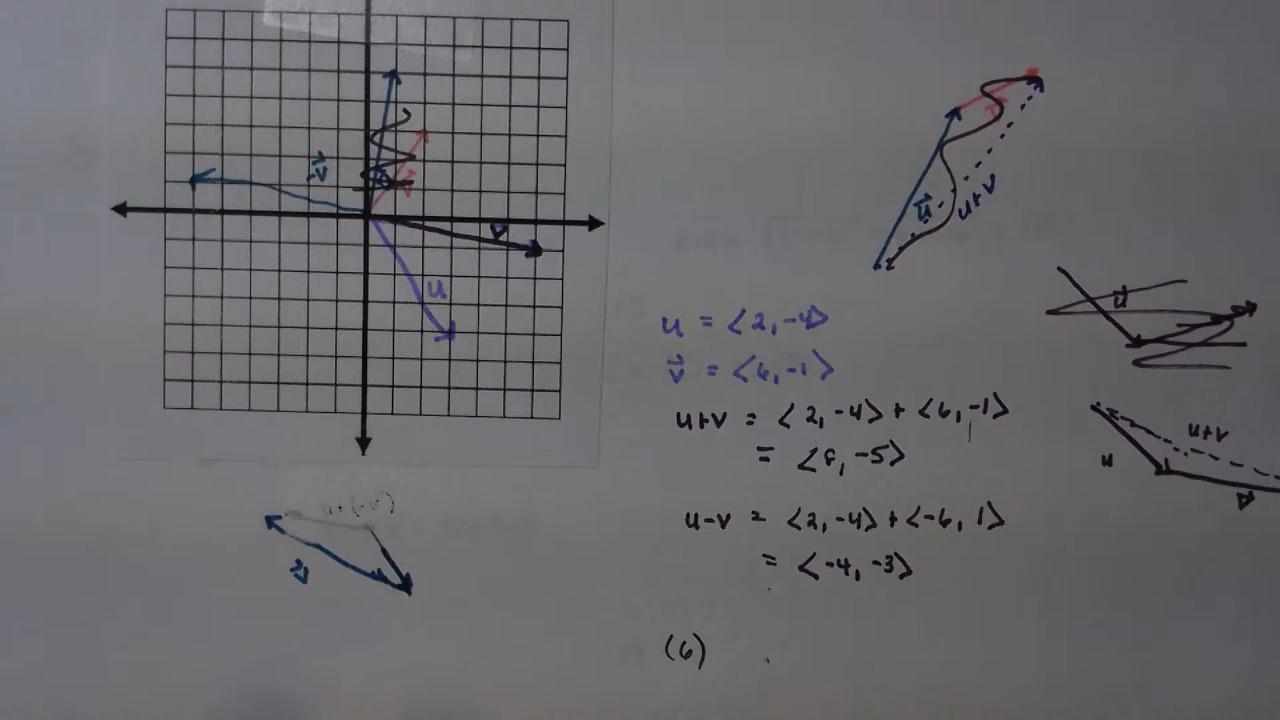 v⃗
v
u
u⃗
u+v
u⃗
u = ⟨2, -4⟩
v⃗ = ⟨6, -1⟩
u+v = ⟨2, -4⟩ + ⟨6, -1⟩
= ⟨8, -5⟩
u-v = ⟨2, -4⟩ + ⟨-6, 1⟩
= ⟨-4, -3⟩
u+v
u
v
(6)